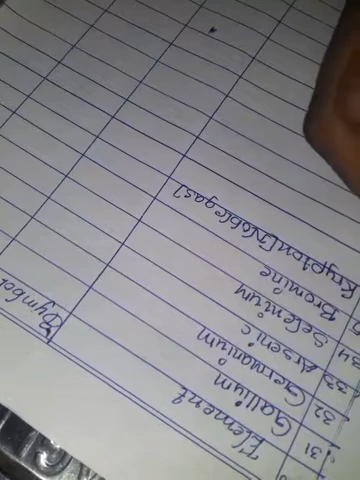 Element Symbol
31 Gallium
32 Germanium
33 Arsenic
34 Selenium
Bromine
Krypton[Noble gas]